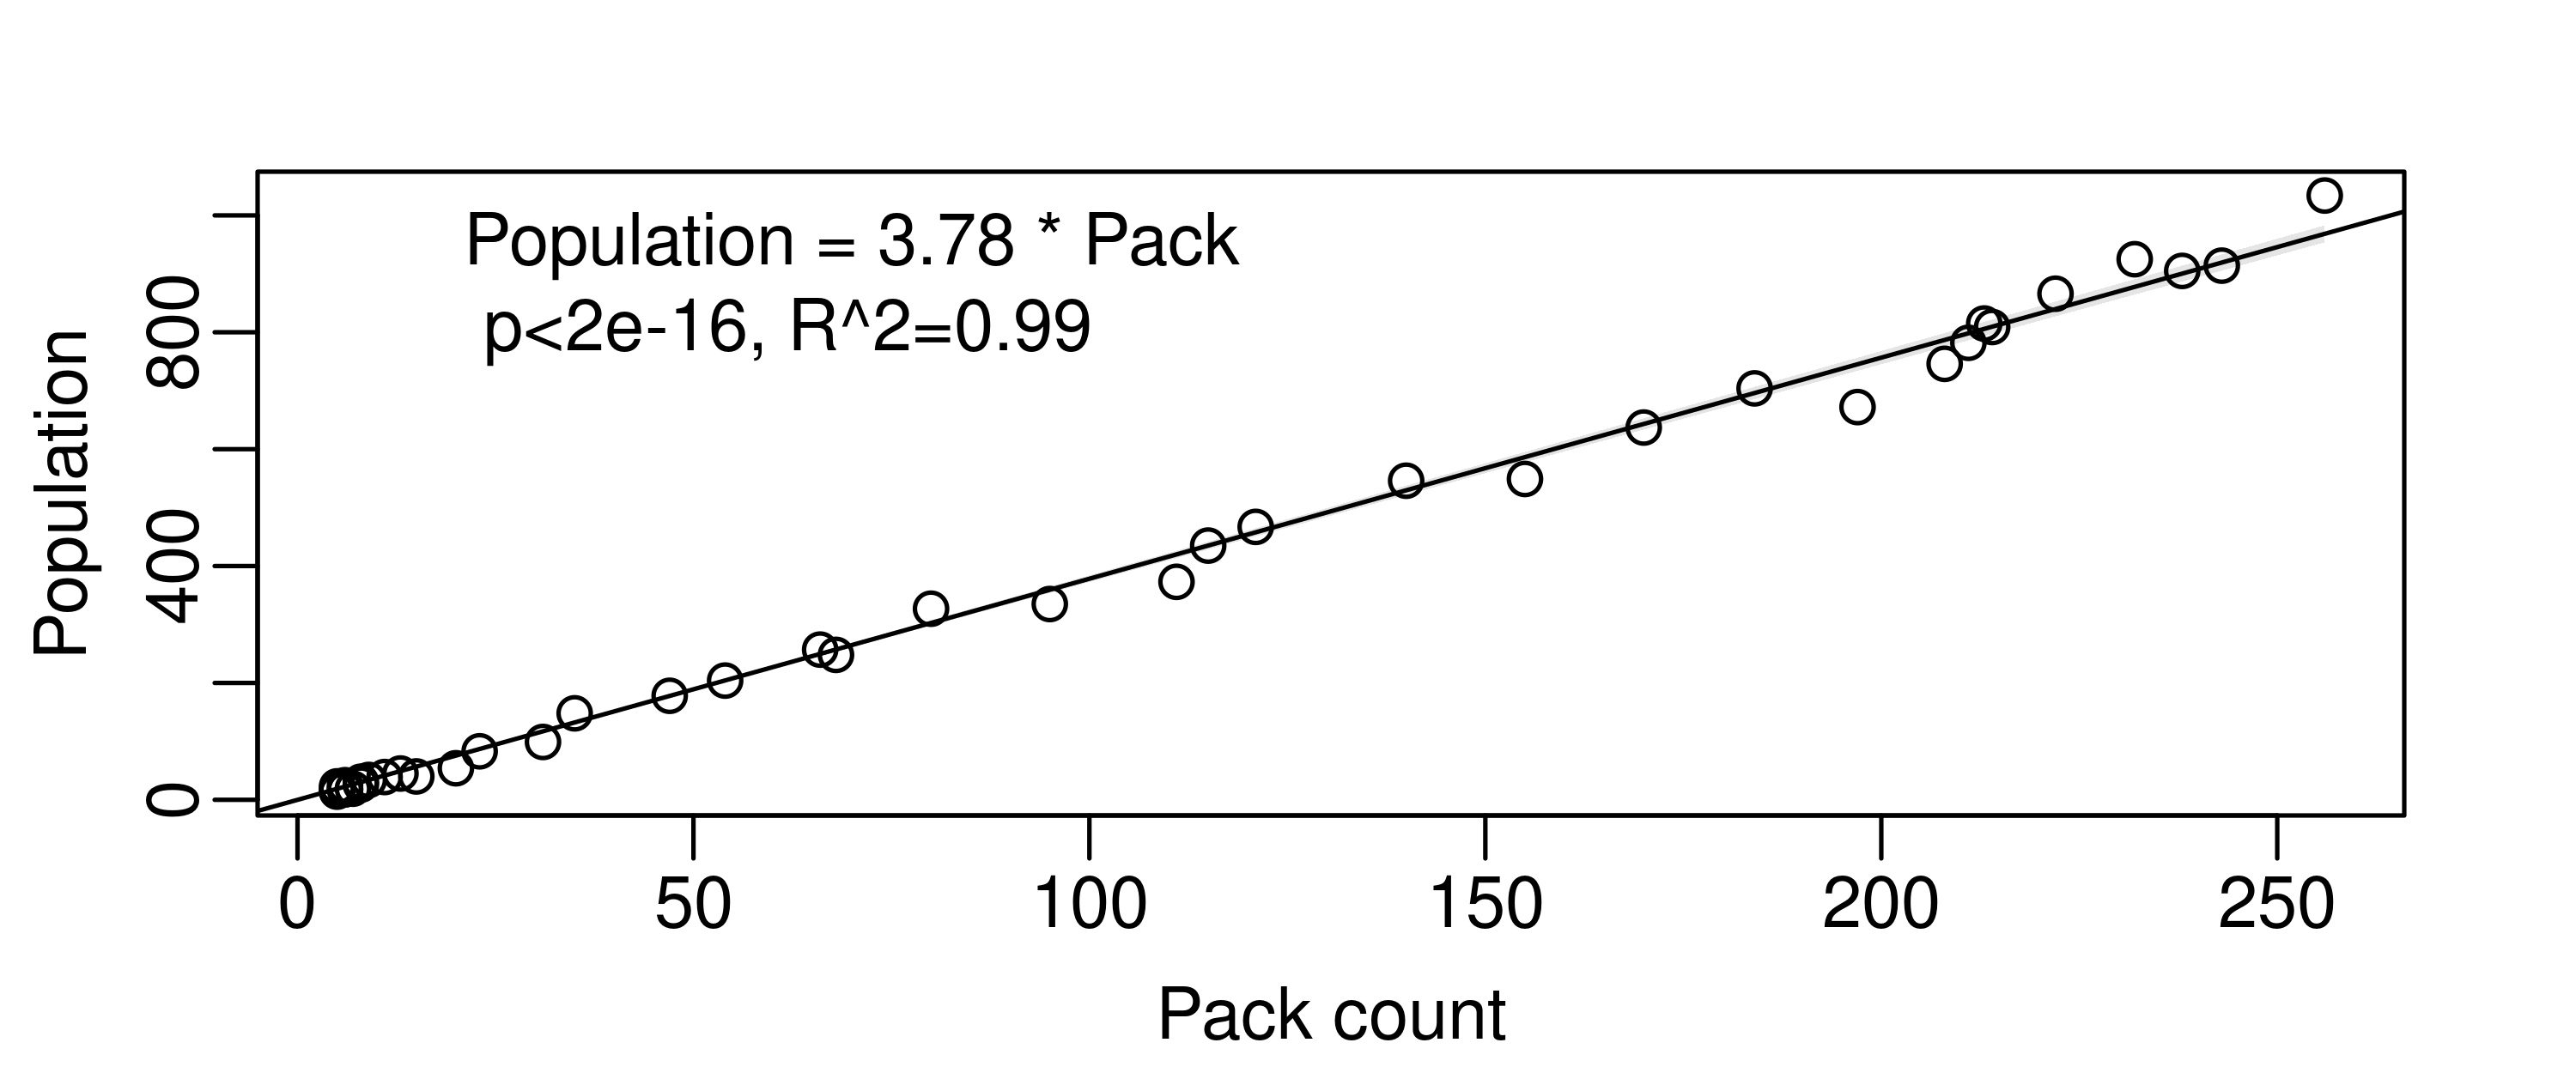 Population = 3.78 * Pack
p<2e-16, R^2=0.99
Population
800
400
0
0 50 100 150 200 250
Pack count